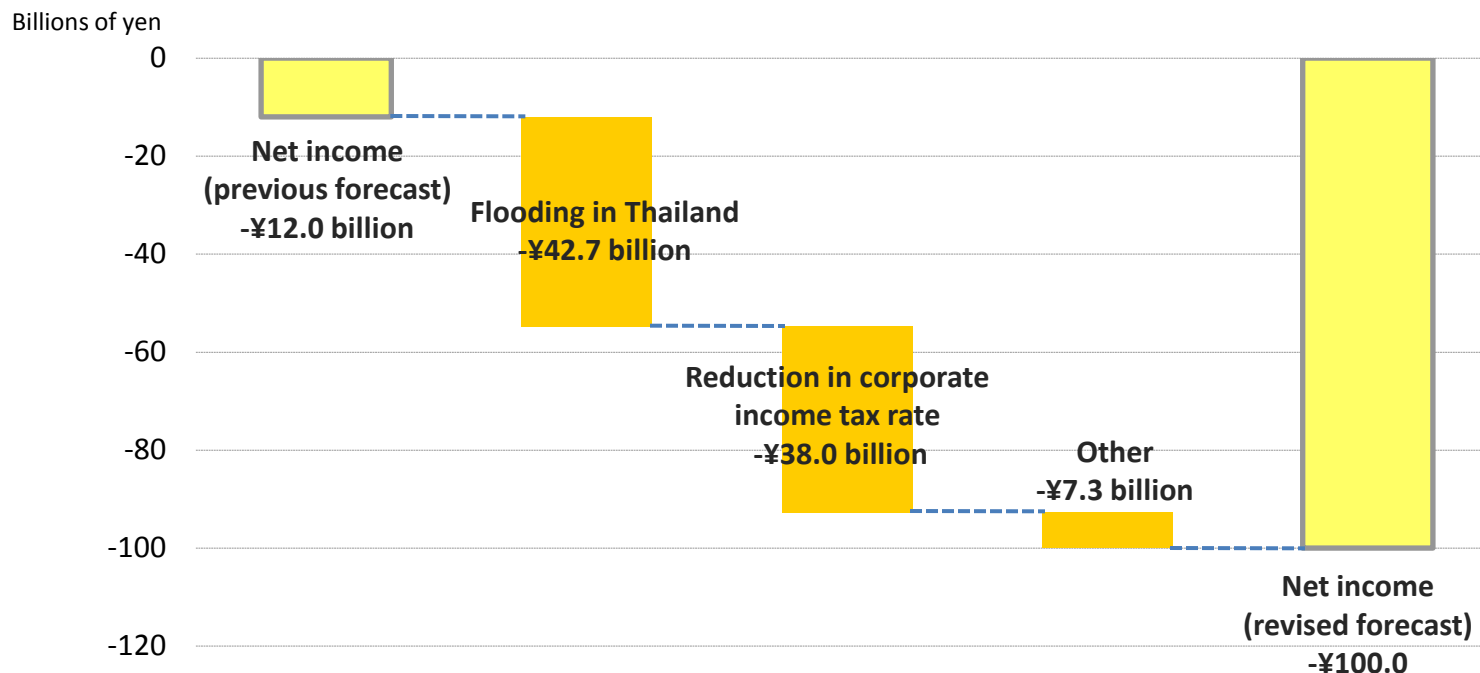 Billions of yen
0
-20
-40
-60
-80
-100
-120
Net income
(previous forecast)
-¥12.0 billion
Flooding in Thailand
-¥42.7 billion
Reduction in corporate
income tax rate
-¥38.0 billion
Other
-¥7.3 billion
Net income
(revised forecast)
-¥100.0